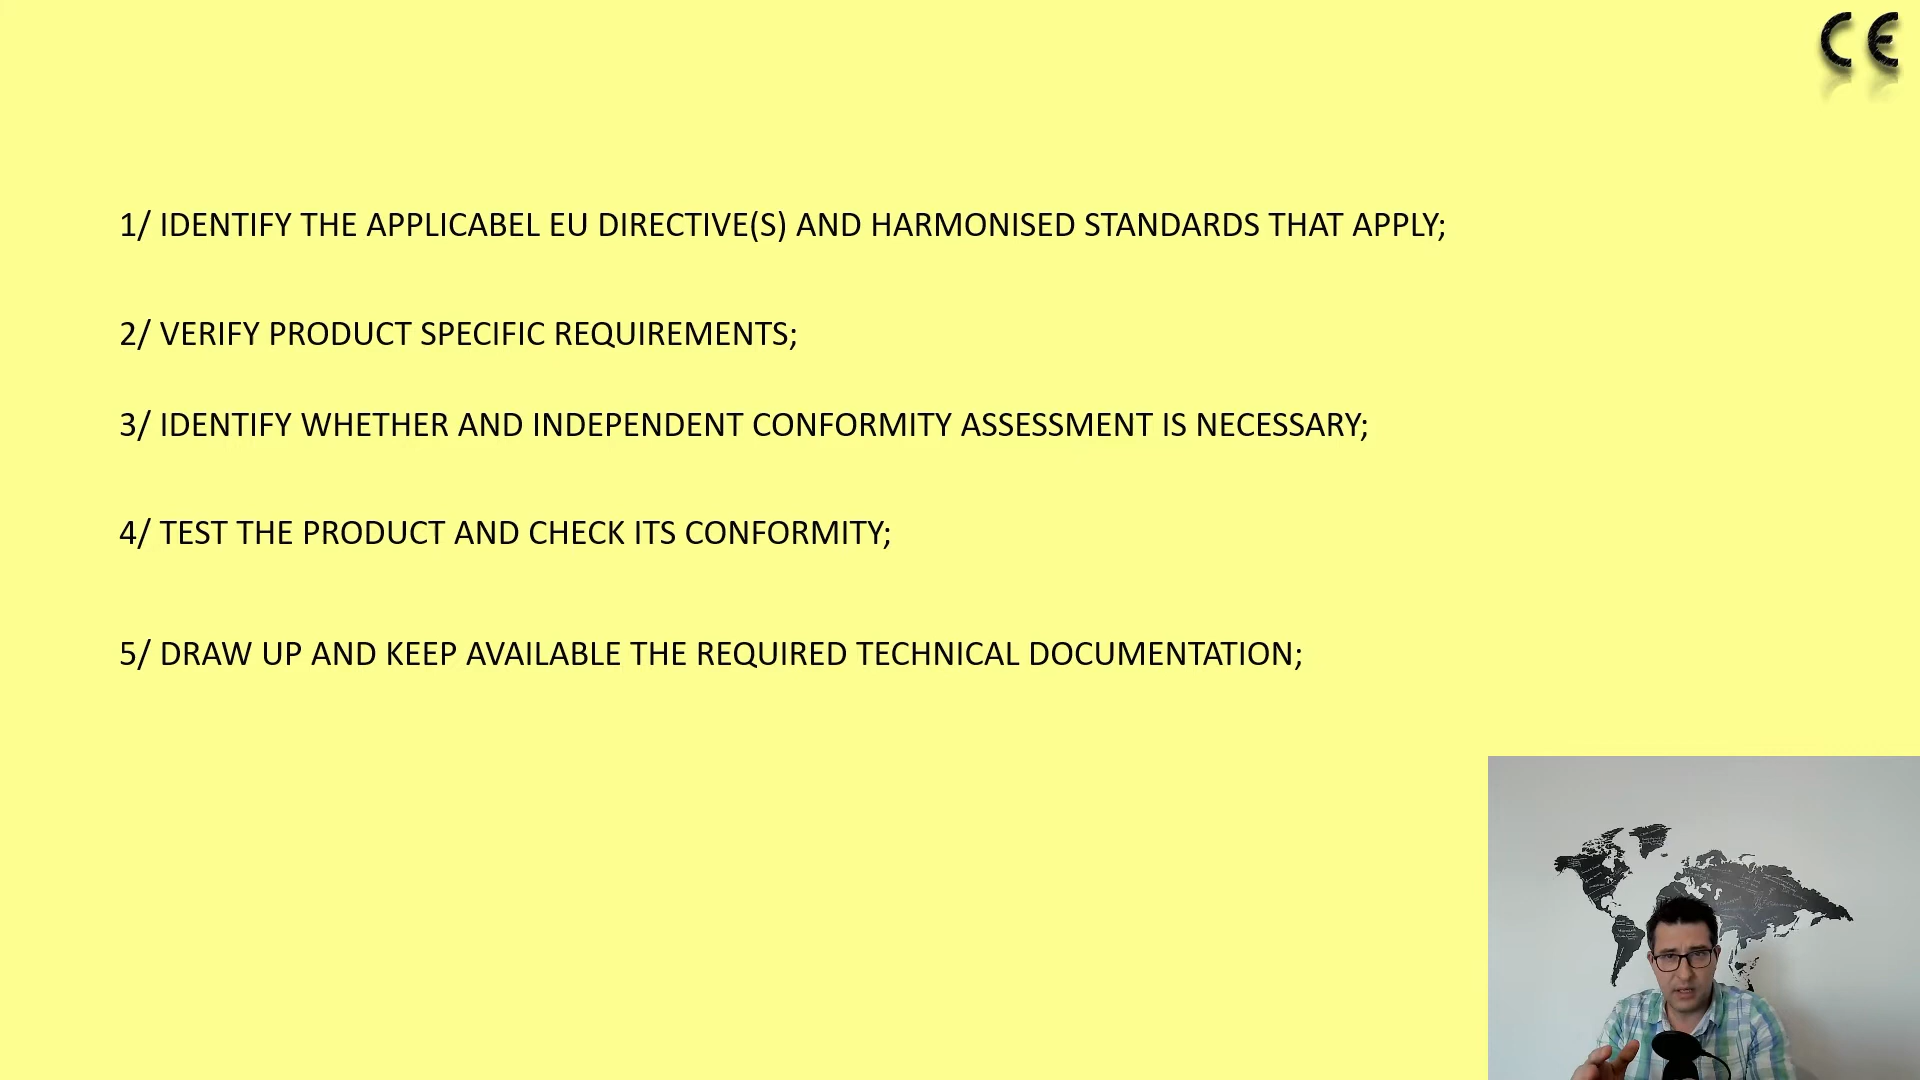 CE
1/ IDENTIFY THE APPLICABEL EU DIRECTIVE(S) AND HARMONISED STANDARDS THAT APPLY;
2/ VERIFY PRODUCT SPECIFIC REQUIREMENTS;
3/ IDENTIFY WHETHER AND INDEPENDENT CONFORMITY ASSESSMENT IS NECESSARY;
4/ TEST THE PRODUCT AND CHECK ITS CONFORMITY;
5/ DRAW UP AND KEEP AVAILABLE THE REQUIRED TECHNICAL DOCUMENTATION;